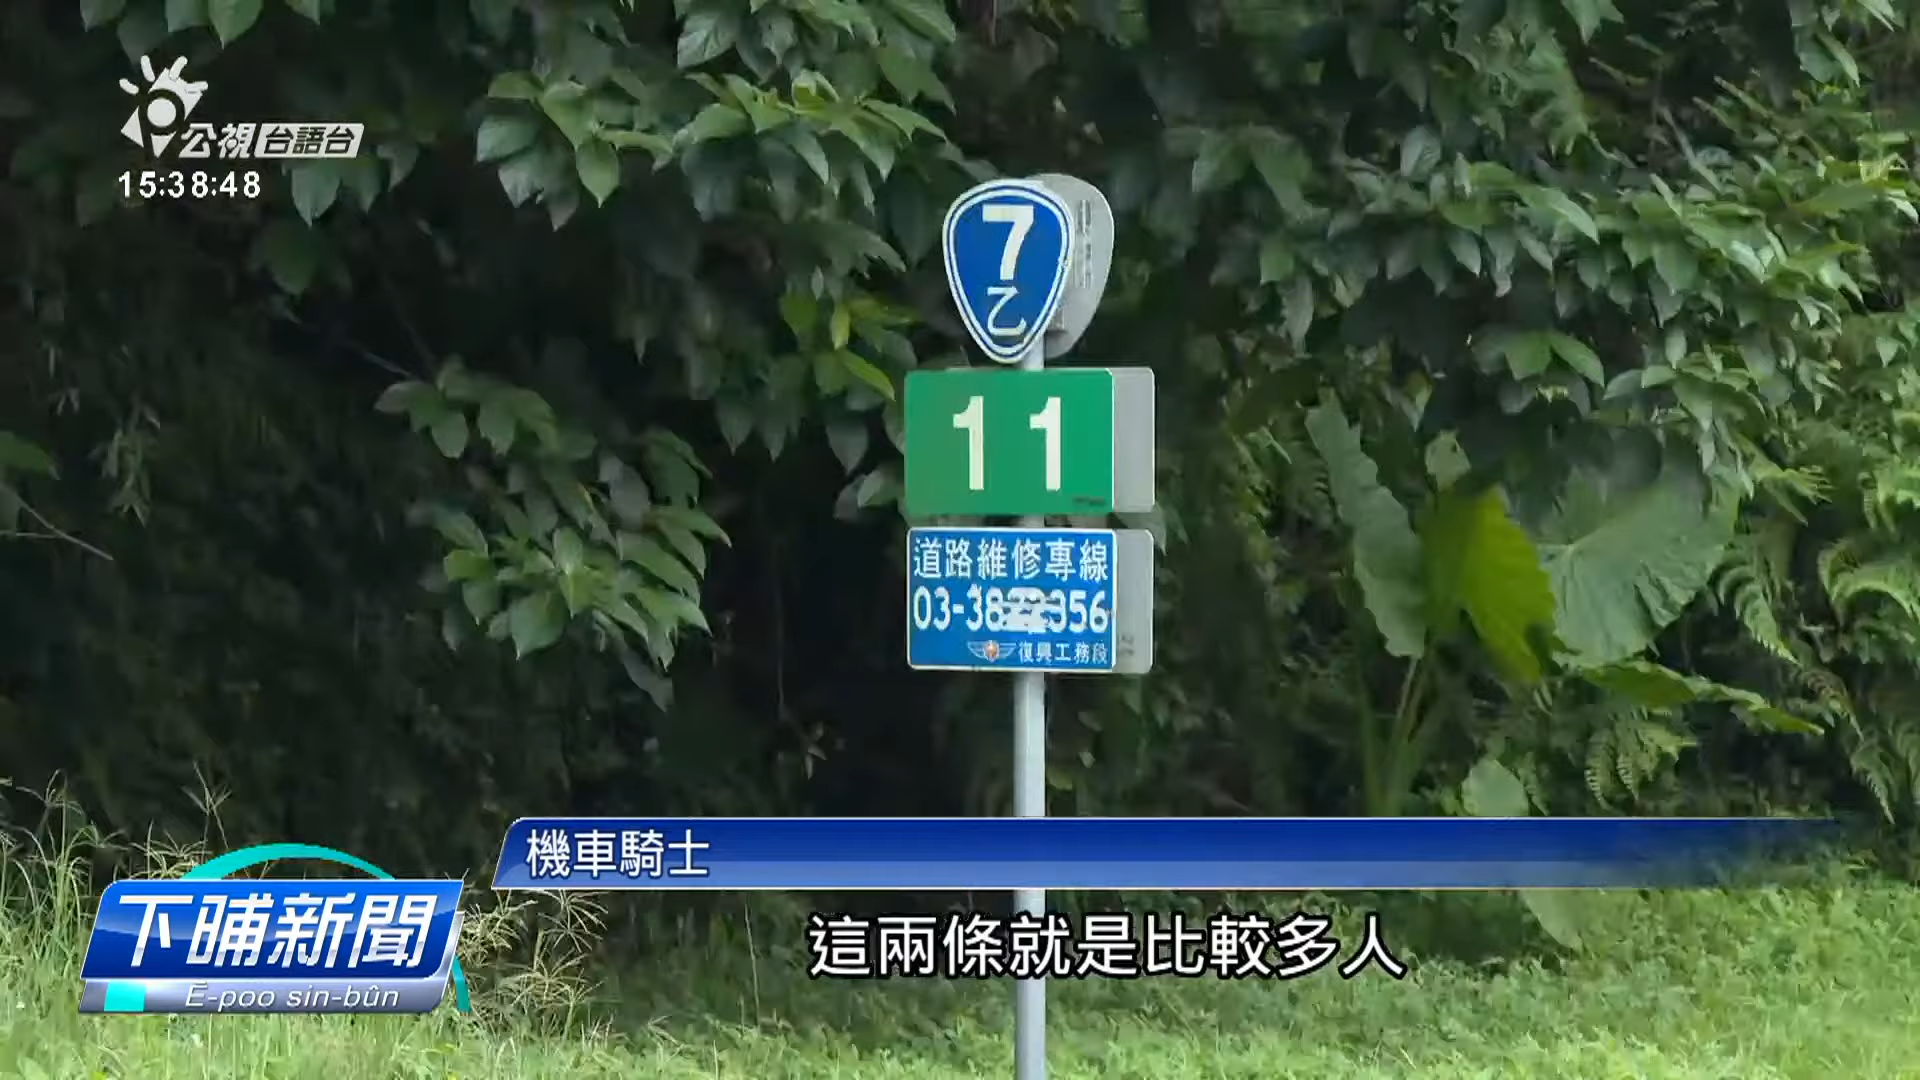 公視台語台
15:38:48
7
乙
11
道路維修專線
復興工務段
機車騎士
下晡新聞
Ē-poo sin-bûn
這兩條就是比較多人